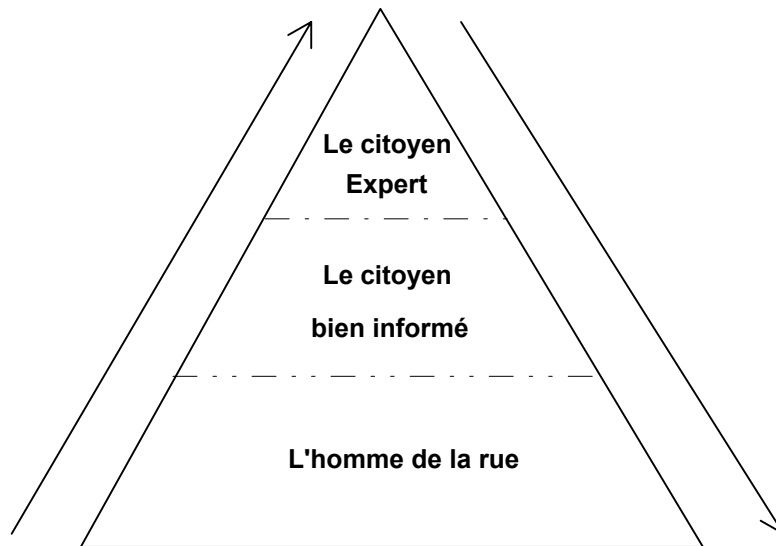 Le citoyen
Expert
Le citoyen
bien informé
L'homme de la rue